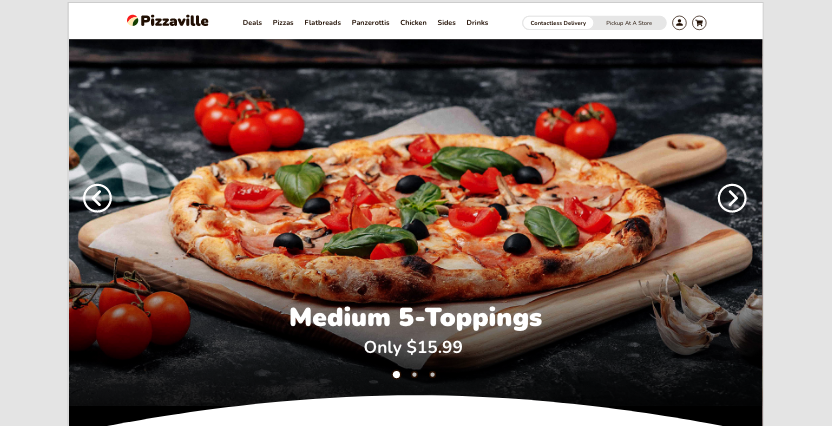 Pizzaville
Deals Pizzas Flatbreads Panzerottis Chicken Sides Drinks
Contactless Delivery Pickup At A Store
Medium 5-Toppings
Only $15.99